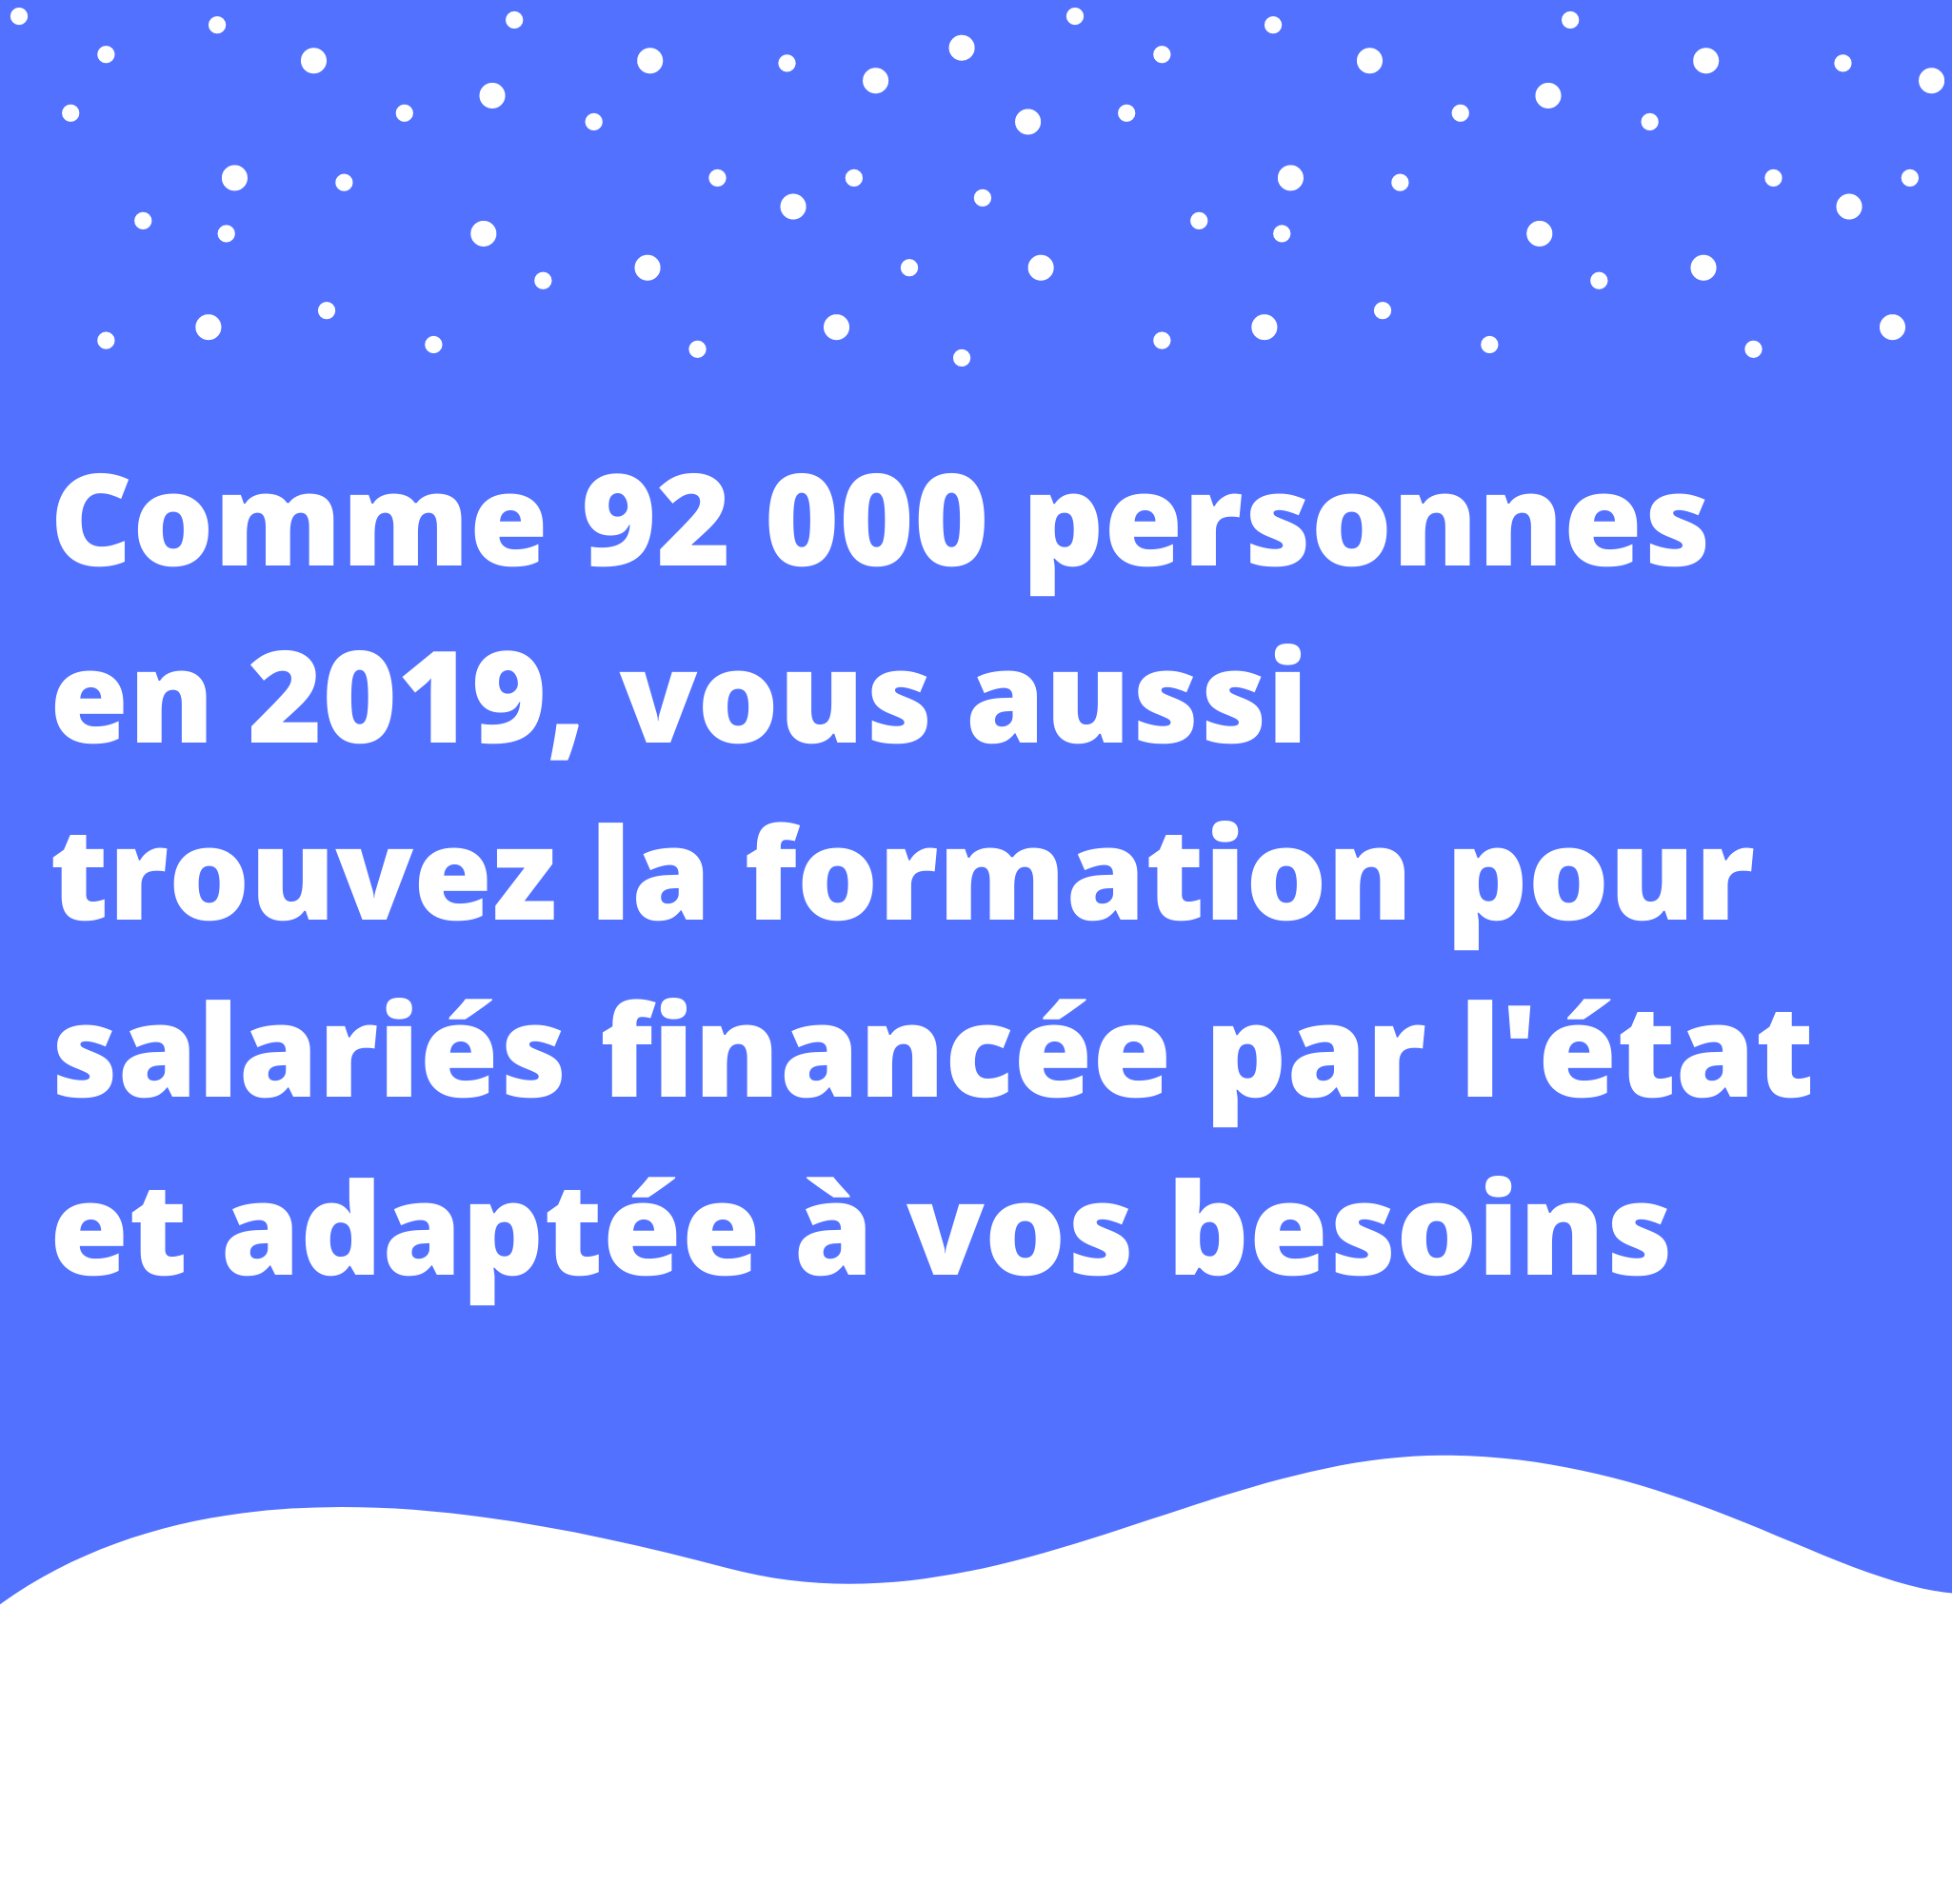 Comme 92 000 personnes
en 2019, vous aussi
trouvez la formation pour
salariés financée par l'état
et adaptée à vos besoins